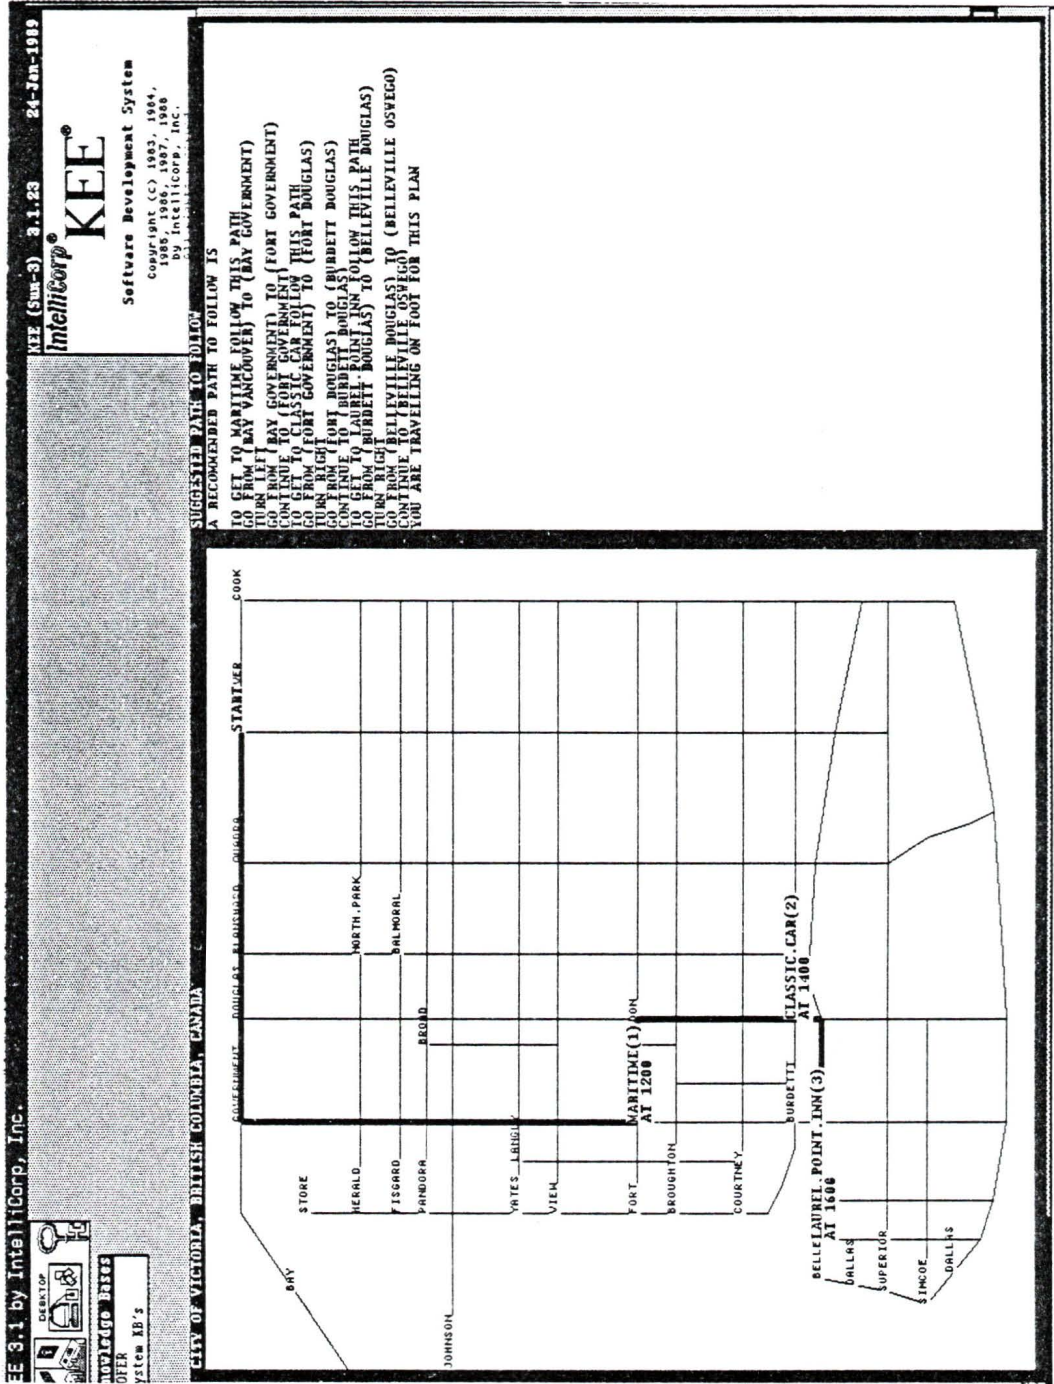 EE 3.1 by IntelliCorp, Inc.
KEE (Sun-3) 3.1.23 24-Jan-1989
DESKTOP
nowledge Bases
OFER
ystem KB's
IntelliCorp®
KEE®
Software Development System
Copyright (c) 1983, 1984,
1985, 1986, 1987, 1988
by Intellicorp, Inc.
CITY OF VICTORIA, BRITISH COLUMBIA, CANADA
GOVERNMENT DOUGLAS BLANSHARD QUADRA STARTVER COOK
BAY
STORE
HERALD NORTH.PARK
FISGARD BALMORAL
PANDORA BROAD
JOHNSON
YATES LANGLEY
VIEW
FORT MARITIME(1) DON
AT 1200
BROUGHTON
COURTNEY
BURDETTI CLASSIC.CAR(2)
AT 1400
BELLELAUREL.POINT.INN(3)
AT 1600
DALLAS
SUPERIOR
SIMCOE
DALLAS
SUGGESTED PATH TO FOLLOW
A RECOMMENDED PATH TO FOLLOW IS
TO GET TO MARITIME FOLLOW THIS PATH
GO FROM (BAY VANCOUVER) TO (BAY GOVERNMENT)
TURN LEFT
GO FROM (BAY GOVERNMENT) TO (FORT GOVERNMENT)
CONTINUE TO (FORT GOVERNMENT)
TO GET TO CLASSIC.CAR FOLLOW THIS PATH
GO FROM (FORT GOVERNMENT) TO (FORT DOUGLAS)
TURN RIGHT
GO FROM (FORT DOUGLAS) TO (BURDETT DOUGLAS)
CONTINUE TO (BURDETT DOUGLAS)
TO GET TO LAUREL.POINT.INN FOLLOW THIS PATH
GO FROM (BURDETT DOUGLAS) TO (BELLEVILLE DOUGLAS)
TURN RIGHT
GO FROM (BELLEVILLE DOUGLAS) TO (BELLEVILLE OSWEGO)
CONTINUE TO (BELLEVILLE OSWEGO)
YOU ARE TRAVELLING ON FOOT FOR THIS PLAN